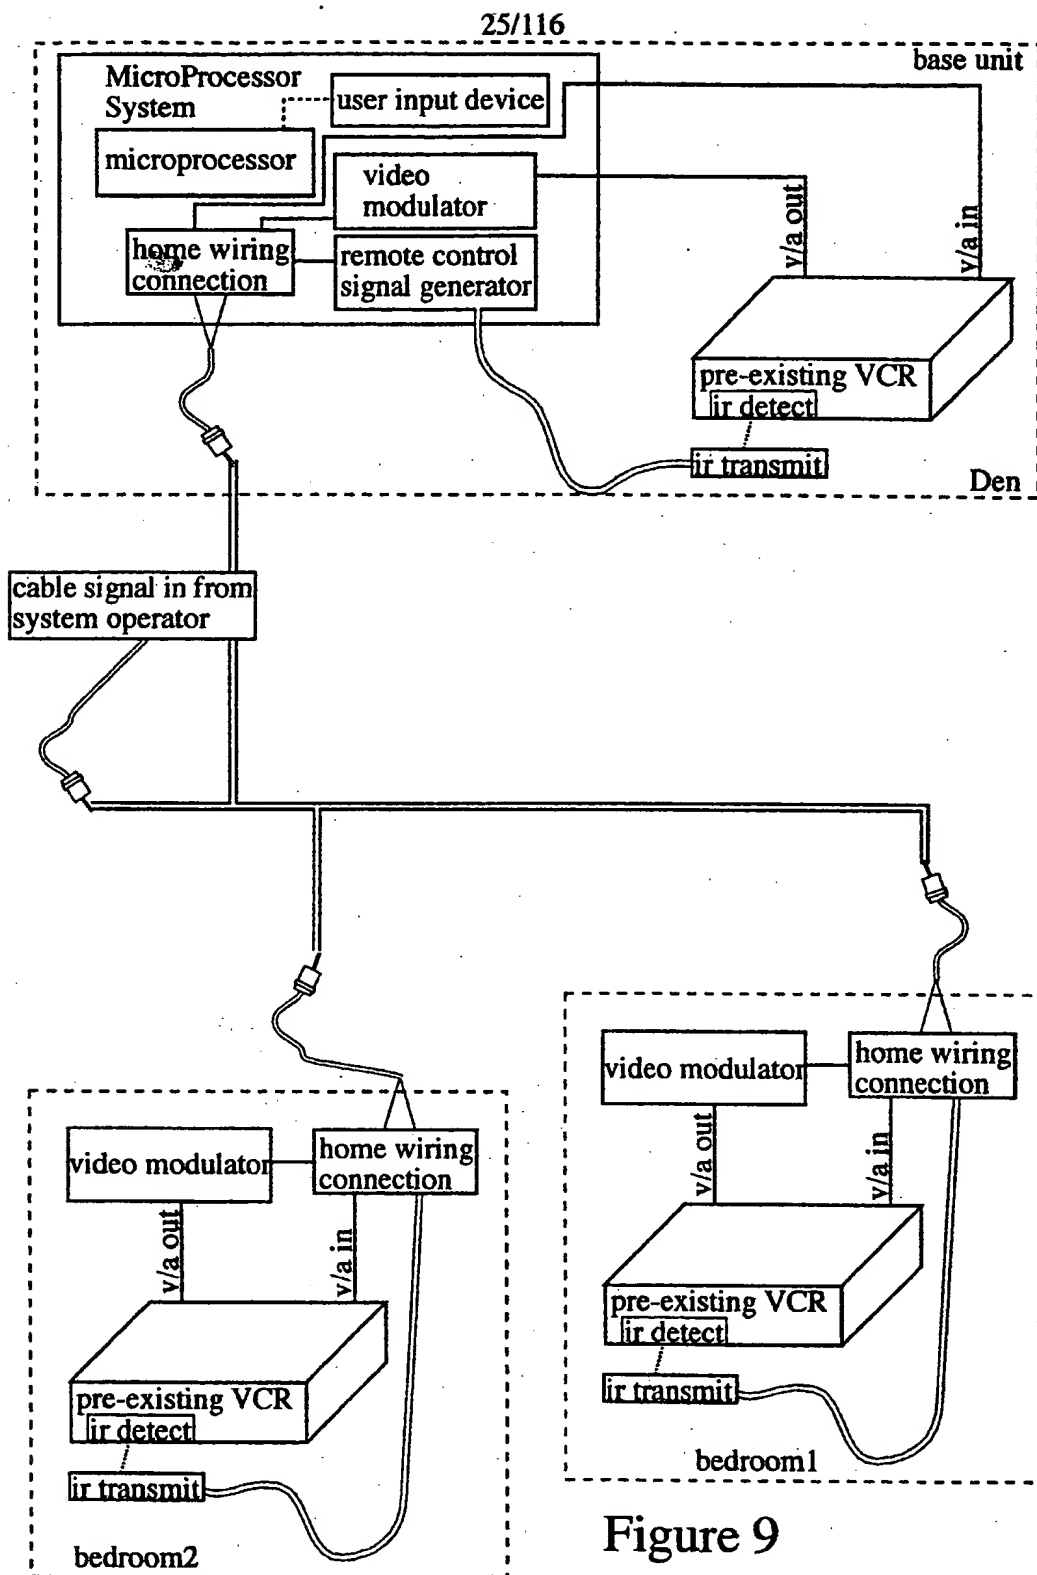 25/116
base unit
MicroProcessor
System
user input device
microprocessor
video
modulator
home wiring
connection
remote control
signal generator
v/a out
v/a in
pre-existing VCR
ir detect
ir transmit
Den
cable signal in from
system operator
video modulator
home wiring
connection
v/a out
v/a in
pre-existing VCR
ir detect
ir transmit
bedroom1
video modulator
home wiring
connection
v/a out
v/a in
pre-existing VCR
ir detect
ir transmit
bedroom2
Figure 9